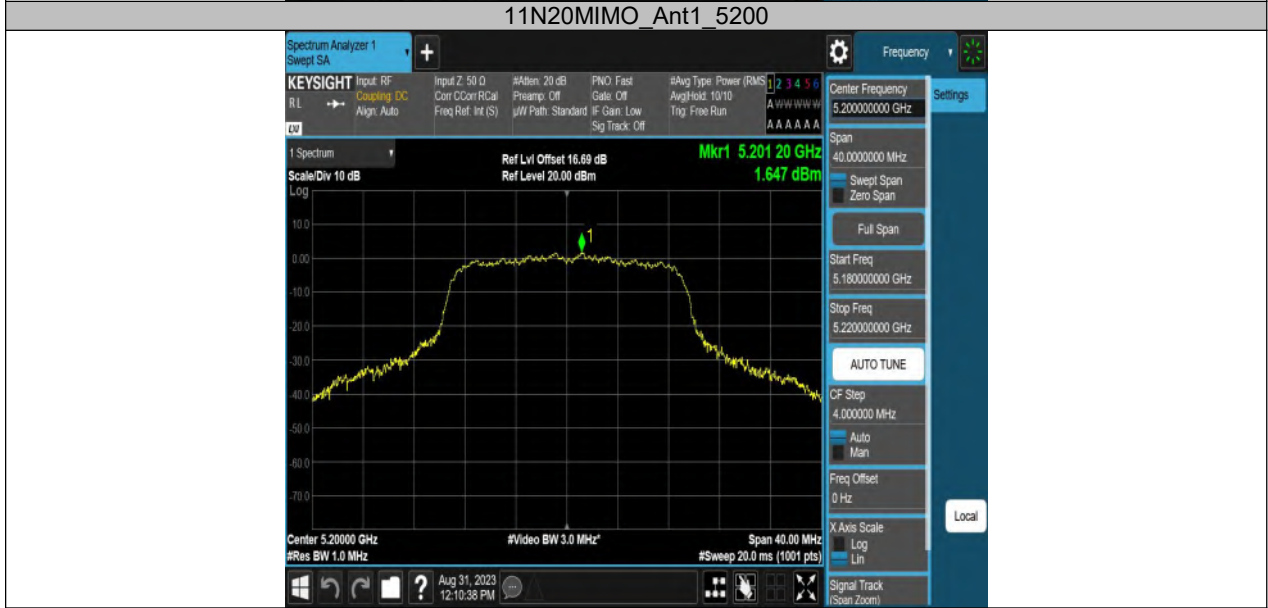 11N20MIMO_Ant1_5200
Spectrum Analyzer 1
Swept SA
+
Frequency
KEYSIGHT
RL
LXI
Input: RF
Coupling: DC
Align: Auto
Input Z: 50 Ω
Corr CCorr RCal
Freq Ref: Int (S)
#Atten: 20 dB
Preamp: Off
µW Path: Standard
PNO: Fast
Gate: Off
IF Gain: Low
Sig Track: Off
#Avg Type: Power (RMS
Avg|Hold: 10/10
Trig: Free Run
1 2 3 4 5 6
A W W W W W
A A A A A A
Center Frequency
5.200000000 GHz
Settings
Span
40.0000000 MHz
Swept Span
Zero Span
Full Span
Start Freq
5.180000000 GHz
Stop Freq
5.220000000 GHz
AUTO TUNE
CF Step
4.000000 MHz
Auto
Man
Freq Offset
0 Hz
X Axis Scale
Log
Lin
Local
Signal Track
(Span Zoom)
1 Spectrum
Scale/Div 10 dB
Log
Ref Lvl Offset 16.69 dB
Ref Level 20.00 dBm
Mkr1 5.201 20 GHz
1.647 dBm
1
10.0
0.00
-10.0
-20.0
-30.0
-40.0
-50.0
-60.0
-70.0
Center 5.20000 GHz
#Res BW 1.0 MHz
#Video BW 3.0 MHz*
Span 40.00 MHz
#Sweep 20.0 ms (1001 pts)
?
Aug 31, 2023
12:10:38 PM